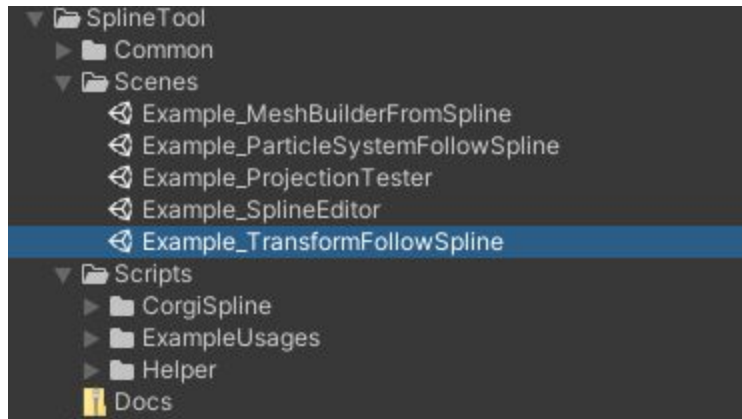 SplineTool
Common
Scenes
Example_MeshBuilderFromSpline
Example_ParticleSystemFollowSpline
Example_ProjectionTester
Example_SplineEditor
Example_TransformFollowSpline
Scripts
CorgiSpline
ExampleUsages
Helper
Docs